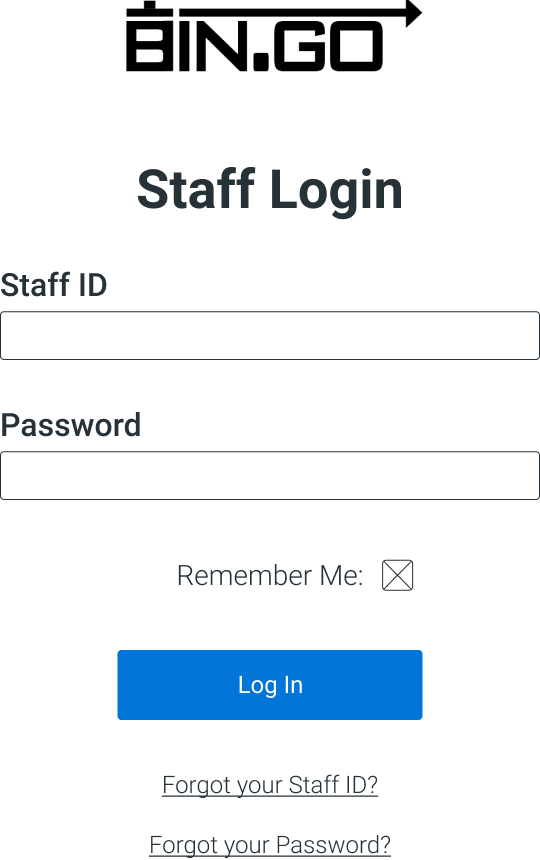 BIN.GO
Staff Login
Staff ID
Password
Remember Me:
Log In
Forgot your Staff ID?
Forgot your Password?